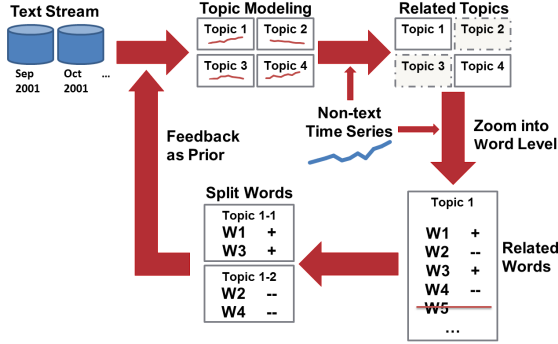 Text Stream
Sep
2001
Oct
2001
...
Topic Modeling
Topic 1
Topic 2
Topic 3
Topic 4
Related Topics
Topic 1
Topic 2
Topic 3
Topic 4
Non-text
Time Series
Zoom into
Word Level
Feedback
as Prior
Split Words
Topic 1-1
W1 +
W3 +
Topic 1-2
W2 --
W4 --
Topic 1
W1 +
W2 --
W3 +
W4 --
W5
...
Related
Words